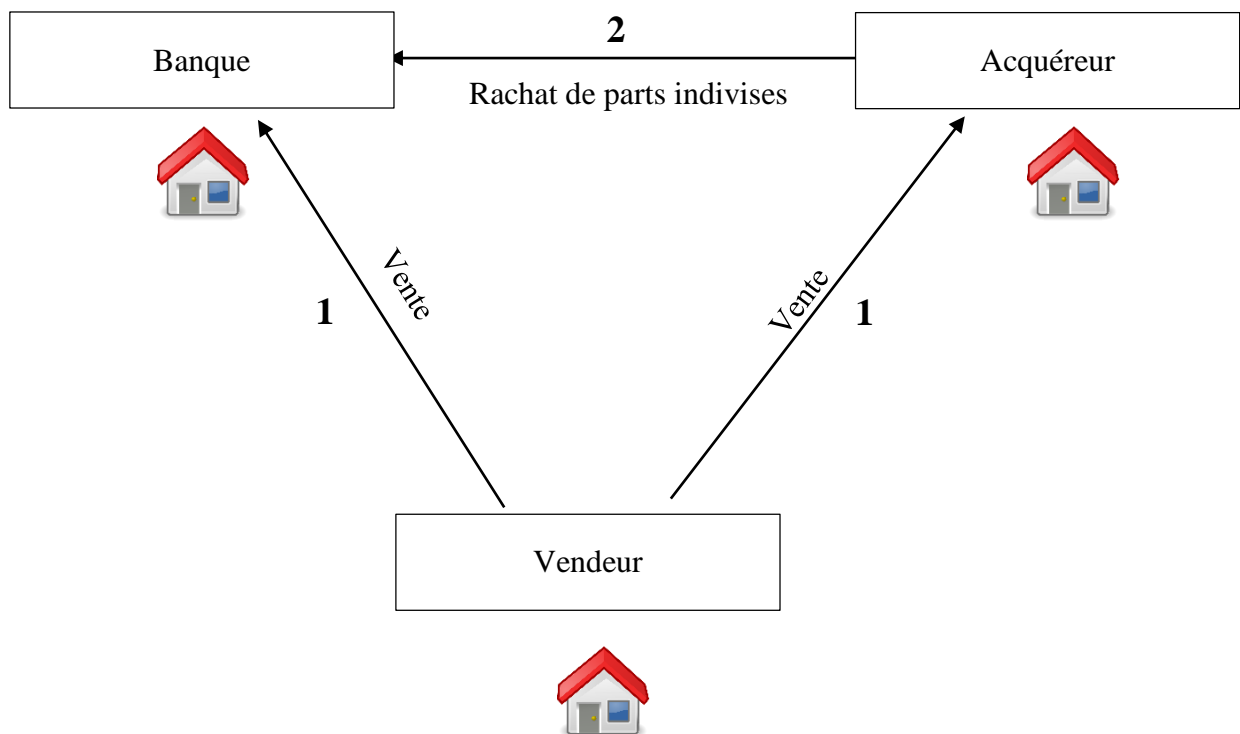 2
Banque
Acquéreur
Rachat de parts indivises
Vente
Vente
1
1
Vendeur